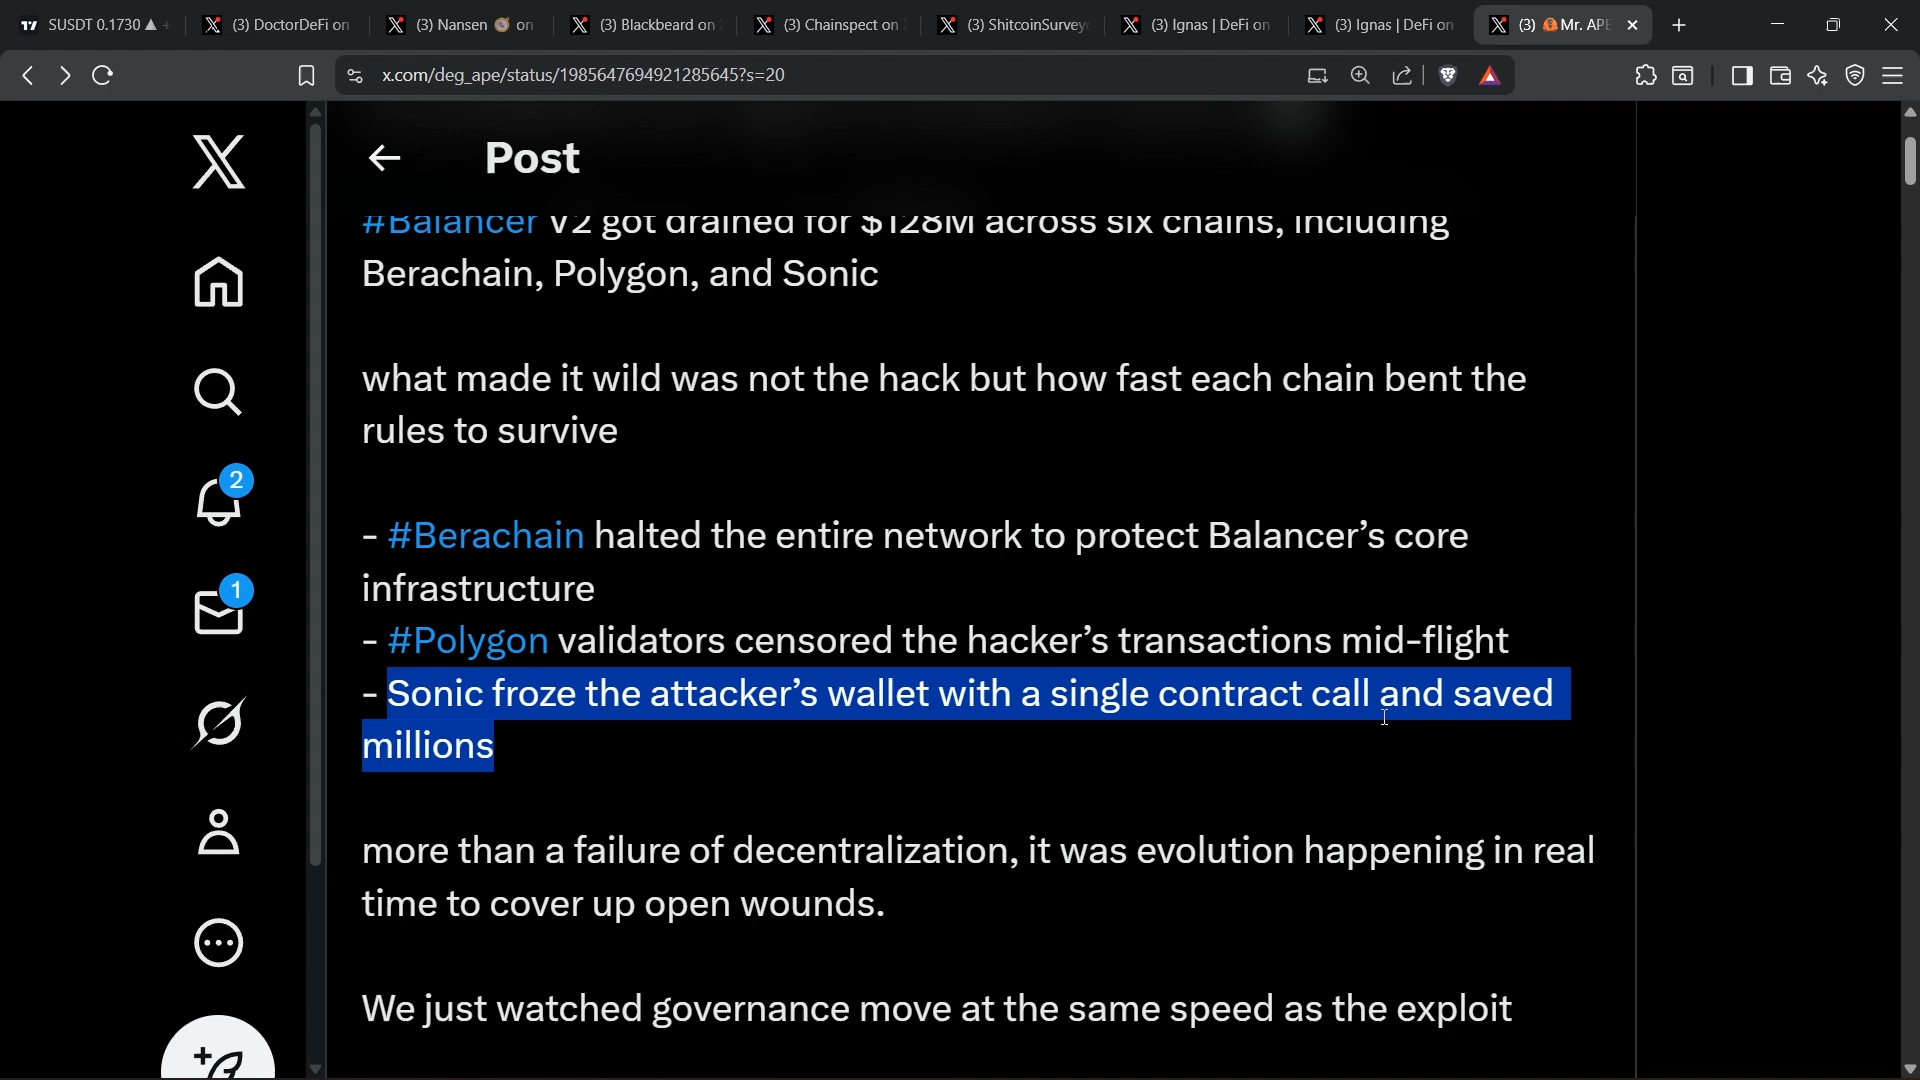 SUSDT 0.1730 ▲ +
(3) DoctorDeFi on
(3) Nansen 🧭 on
(3) Blackbeard on
(3) Chainspect on
(3) ShitcoinSurvey
(3) Ignas | DeFi on
(3) Ignas | DeFi on
(3) Mr. APE
x.com/deg_ape/status/1985647694921285645?s=20
Post
#Balancer V2 got drained for $128M across six chains, including
Berachain, Polygon, and Sonic
what made it wild was not the hack but how fast each chain bent the
rules to survive
- #Berachain halted the entire network to protect Balancer’s core
infrastructure
- #Polygon validators censored the hacker’s transactions mid-flight
- Sonic froze the attacker’s wallet with a single contract call and saved
millions
more than a failure of decentralization, it was evolution happening in real
time to cover up open wounds.
We just watched governance move at the same speed as the exploit
2
1